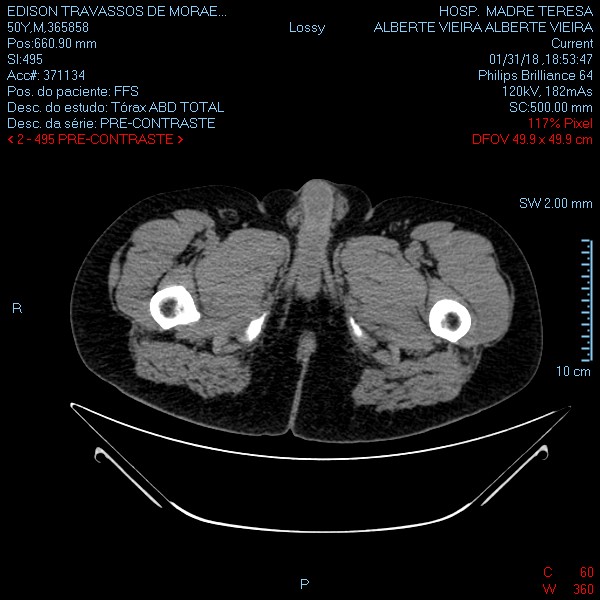 EDISON TRAVASSOS DE MORAE...
50Y,M,365858
Pos:660.90 mm
SI:495
Acc#: 371134
Pos. do paciente: FFS
Desc. do estudo: Tórax ABD TOTAL
Desc. da série: PRE-CONTRASTE
< 2 - 495 PRE-CONTRASTE >
Lossy
HOSP. MADRE TERESA
ALBERTE VIEIRA ALBERTE VIEIRA
Current
01/31/18 ,18:53:47
Philips Brilliance 64
120kV, 182mAs
SC:500.00 mm
117% Pixel
DFOV 49.9 x 49.9 cm
SW 2.00 mm
R
10 cm
P
C 60
W 360